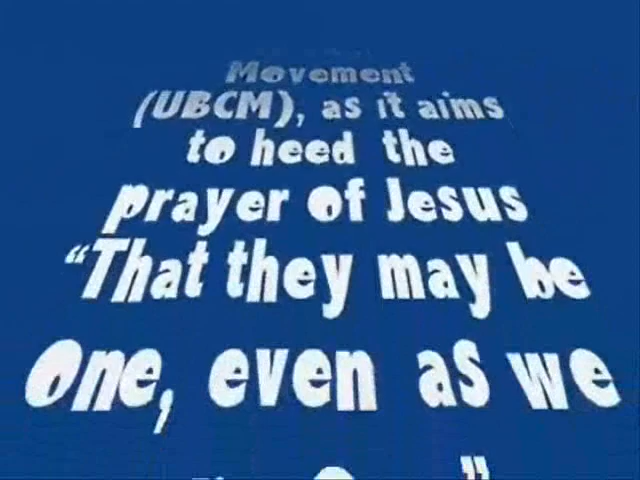 Movement
(UBCM), as it aims
to heed the
prayer of Jesus
“That they may be
One, even as we
"